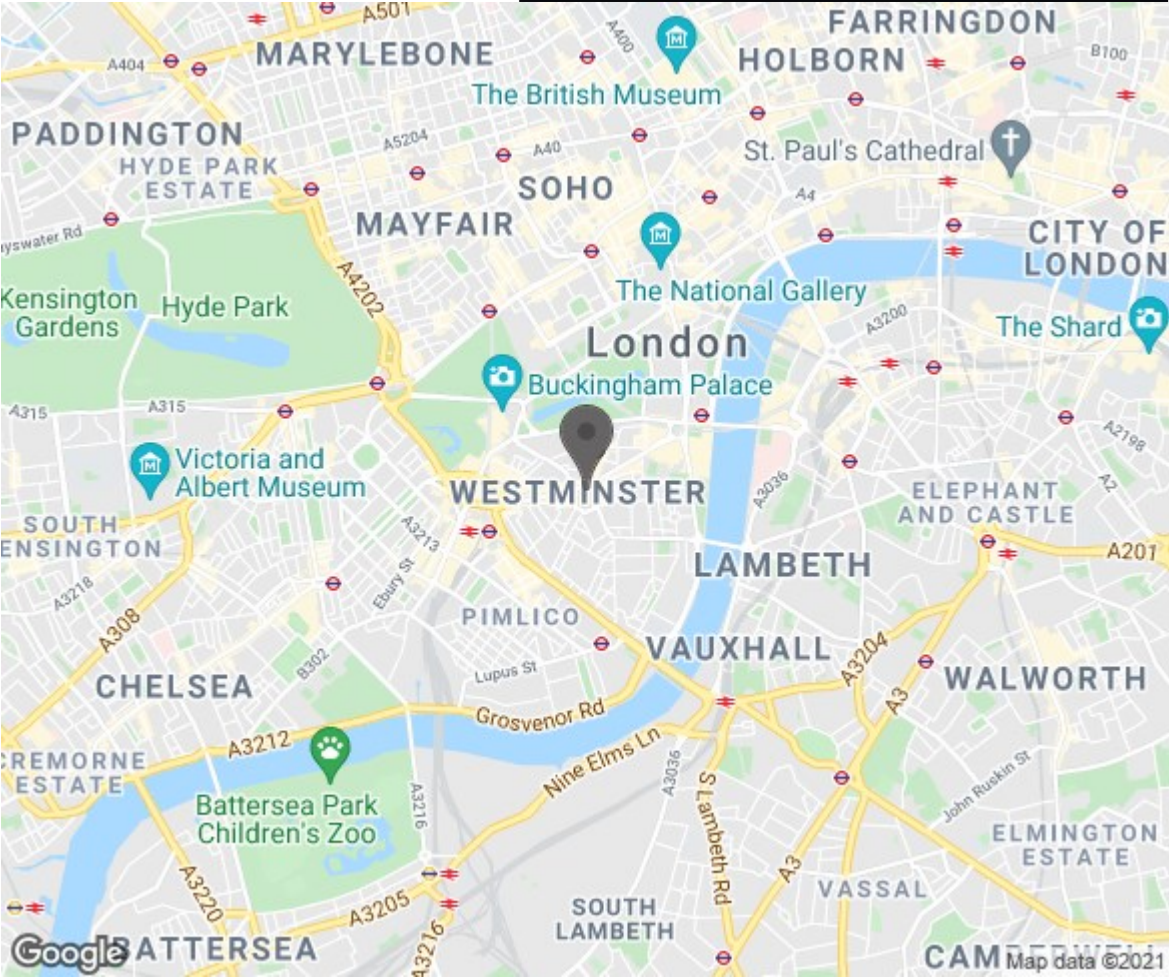 A501
A400
FARRINGDON
MARYLEBONE
HOLBORN
B100
A404
The British Museum
PADDINGTON
A5204
A40
St. Paul's Cathedral
HYDE PARK
ESTATE
SOHO
A4
MAYFAIR
yswater Rd
CITY OF
LONDON
A4202
Kensington
Gardens
Hyde Park
The National Gallery
A3200
The Shard
London
Buckingham Palace
A315
A315
A2198
Victoria and
Albert Museum
WESTMINSTER
A3036
ELEPHANT
AND CASTLE
A2
SOUTH
ENSINGTON
A3213
A201
LAMBETH
Ebury St
A3218
PIMLICO
A308
VAUXHALL
A3204
B302
Lupus St
WALWORTH
CHELSEA
A3
Grosvenor Rd
A3212
Nine Elms Ln
CREMORNE
ESTATE
A3036
John Ruskin St
Battersea Park
Children's Zoo
A3216
S Lambeth Rd
ELMINGTON
ESTATE
A3220
A3
VASSAL
A3205
SOUTH
LAMBETH
A3216
Google
BATTERSEA
CAMBERWELL
Map data ©2021